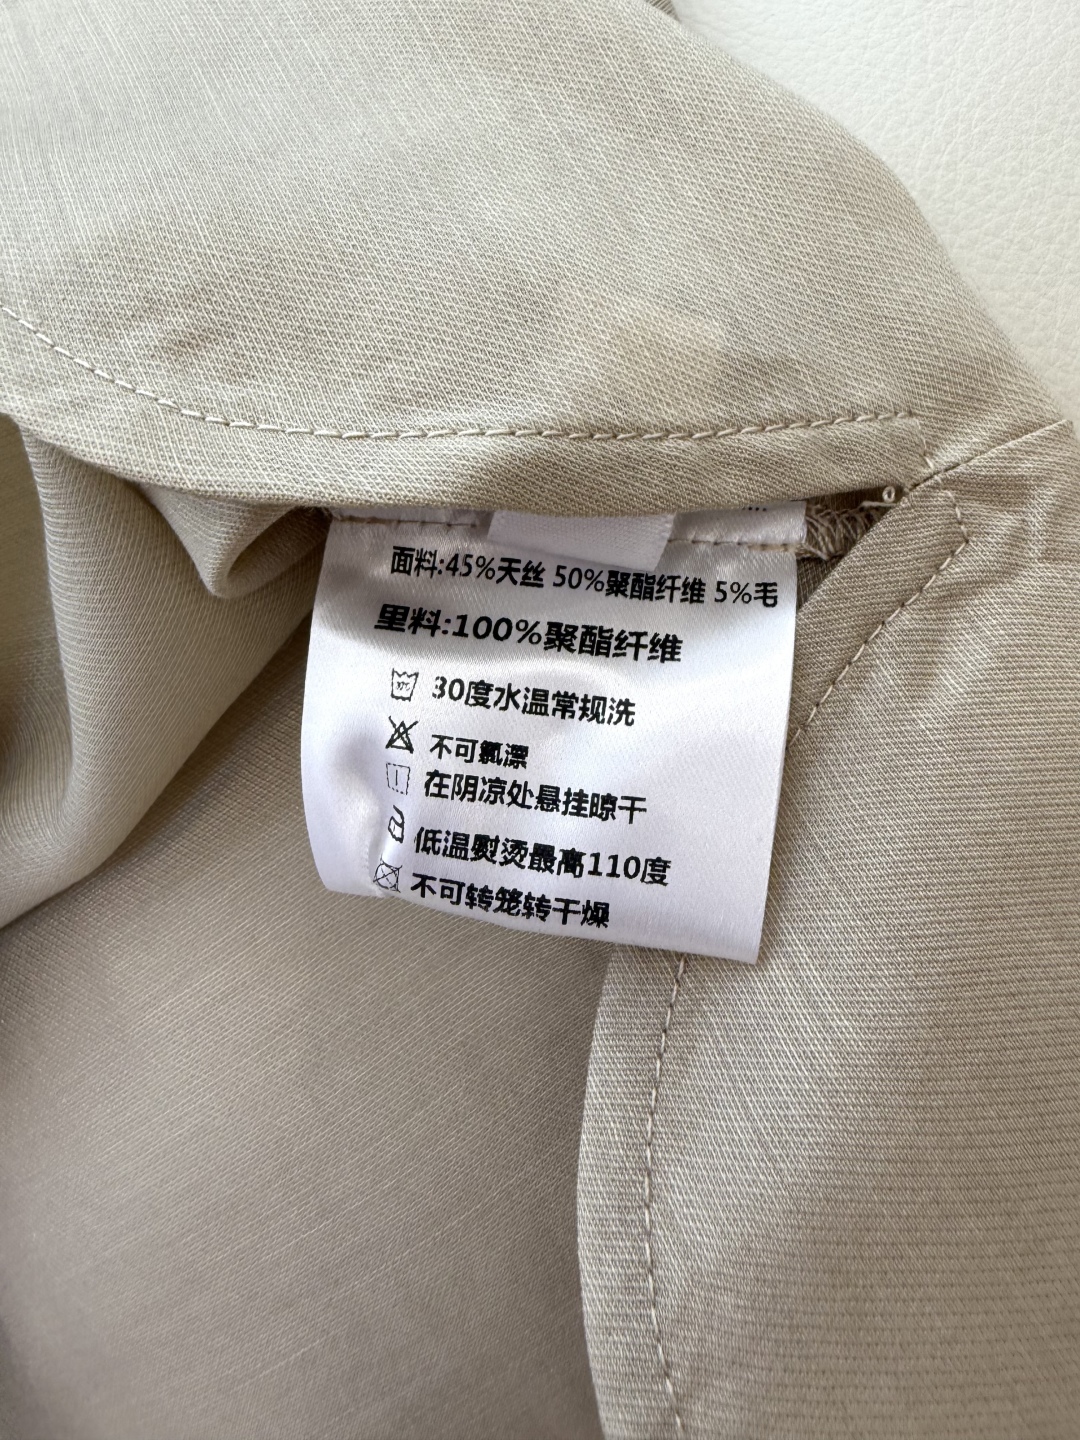 面料:45%天丝 50%聚酯纤维 5%毛
里料:100%聚酯纤维
30度水温常规洗
不可氯漂
在阴凉处悬挂晾干
低温熨烫最高110度
不可转笼转干燥